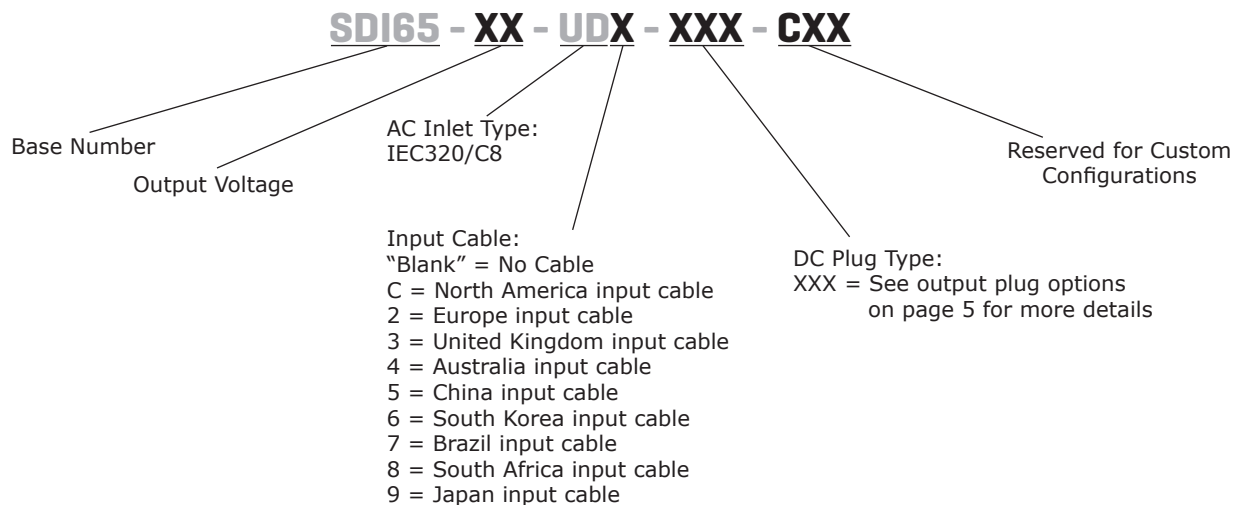 SDI65 - XX - UDX - XXX - CXX
Base Number
Output Voltage
AC Inlet Type:
IEC320/C8
Input Cable:
“Blank” = No Cable
C = North America input cable
2 = Europe input cable
3 = United Kingdom input cable
4 = Australia input cable
5 = China input cable
6 = South Korea input cable
7 = Brazil input cable
8 = South Africa input cable
9 = Japan input cable
DC Plug Type:
XXX = See output plug options
on page 5 for more details
Reserved for Custom
Configurations